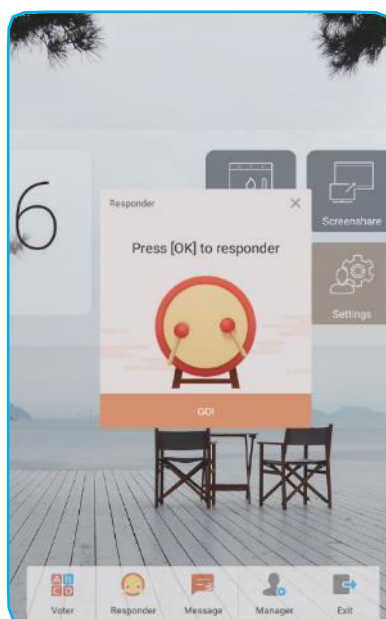 6
Screenshare
Responder
Press [OK] to responder
Settings
GO!
A B
C D
Voter
Responder
Message
Manager
Exit